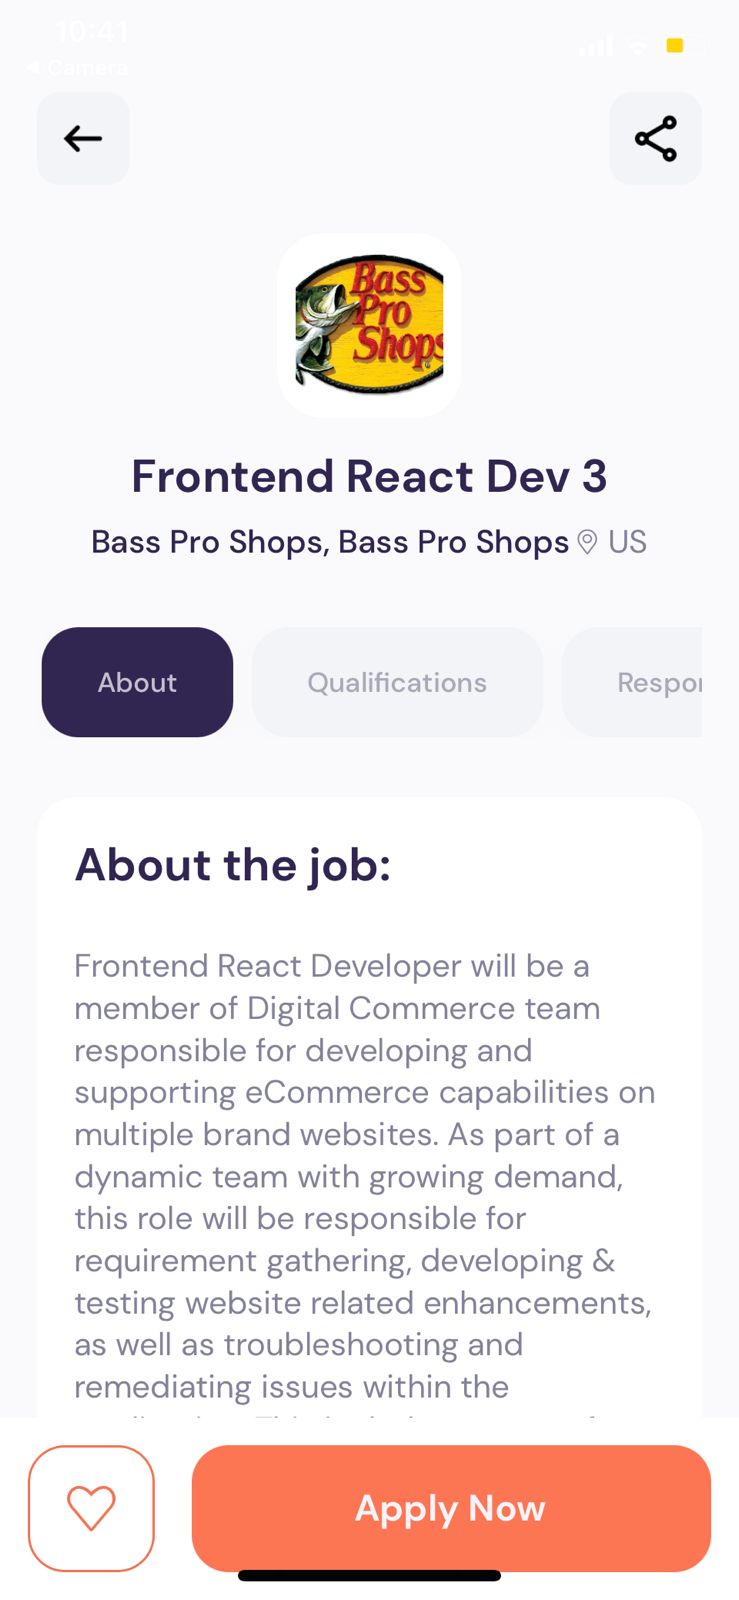 10:41
◀ Camera
Bass
Pro
Shops
Frontend React Dev 3
Bass Pro Shops, Bass Pro Shops US
About
Qualifications
Respon
About the job:
Frontend React Developer will be a
member of Digital Commerce team
responsible for developing and
supporting eCommerce capabilities on
multiple brand websites. As part of a
dynamic team with growing demand,
this role will be responsible for
requirement gathering, developing &
testing website related enhancements,
as well as troubleshooting and
remediating issues within the
Apply Now